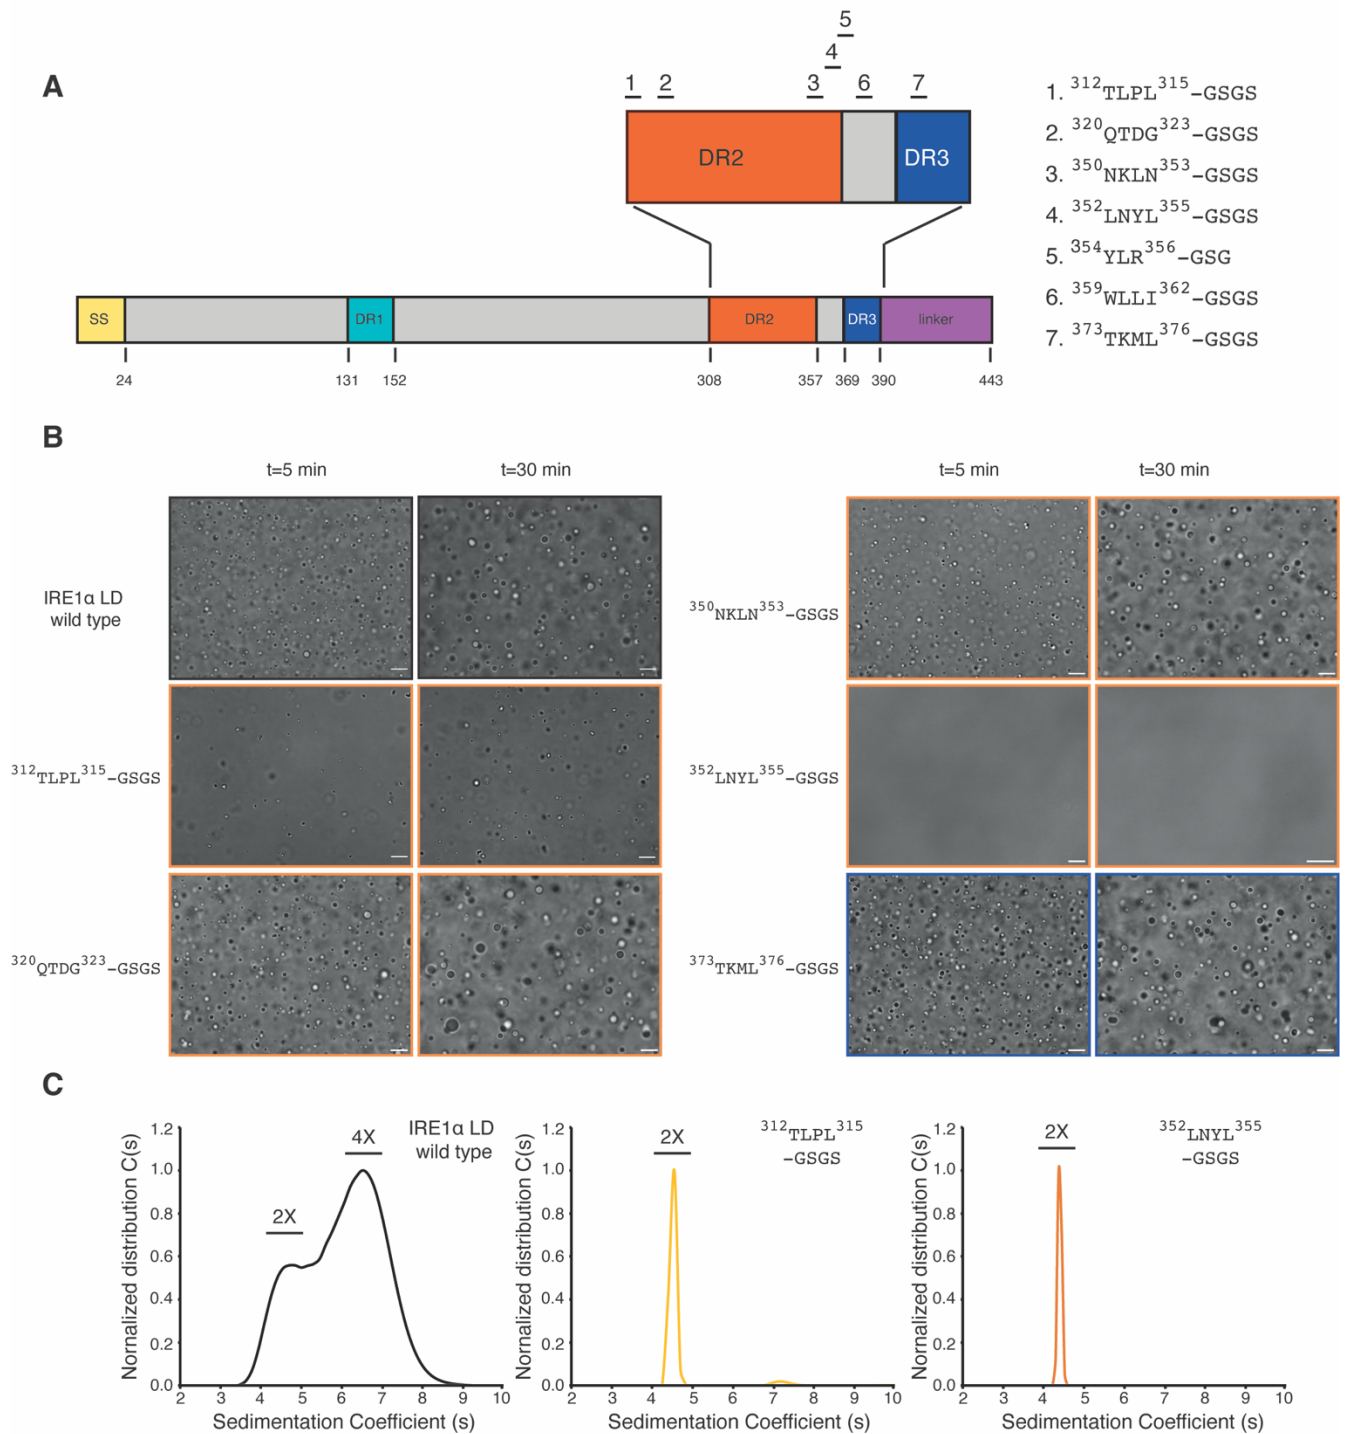 A
1
2
3
4
5
6
7
DR2
DR3
1. ³¹²TLPL³¹⁵-GSGS
2. ³²⁰QTDG³²³-GSGS
3. ³⁵⁰NKLN³⁵³-GSGS
4. ³⁵²LNYL³⁵⁵-GSGS
5. ³⁵⁴YLR³⁵⁶-GSG
6. ³⁵⁹WLLI³⁶²-GSGS
7. ³⁷³TKML³⁷⁶-GSGS
SS
DR1
DR2
DR3
linker
24
131
152
308
357
369
390
443
B
t=5 min
t=30 min
t=5 min
t=30 min
IRE1α LD
wild type
³¹²TLPL³¹⁵-GSGS
³²⁰QTDG³²³-GSGS
³⁵⁰NKLN³⁵³-GSGS
³⁵²LNYL³⁵⁵-GSGS
³⁷³TKML³⁷⁶-GSGS
C
Normalized distribution C(s)
1.2
1.0
0.8
0.6
0.4
0.2
0.0
2 3 4 5 6 7 8 9 10
Sedimentation Coefficient (s)
2X
4X
IRE1α LD
wild type
Normalized distribution C(s)
1.2
1.0
0.8
0.6
0.4
0.2
0.0
2 3 4 5 6 7 8 9 10
Sedimentation Coefficient (s)
2X
³¹²TLPL³¹⁵
-GSGS
Normalized distribution C(s)
1.2
1.0
0.8
0.6
0.4
0.2
0.0
2 3 4 5 6 7 8 9 10
Sedimentation Coefficient (s)
2X
³⁵²LNYL³⁵⁵
-GSGS